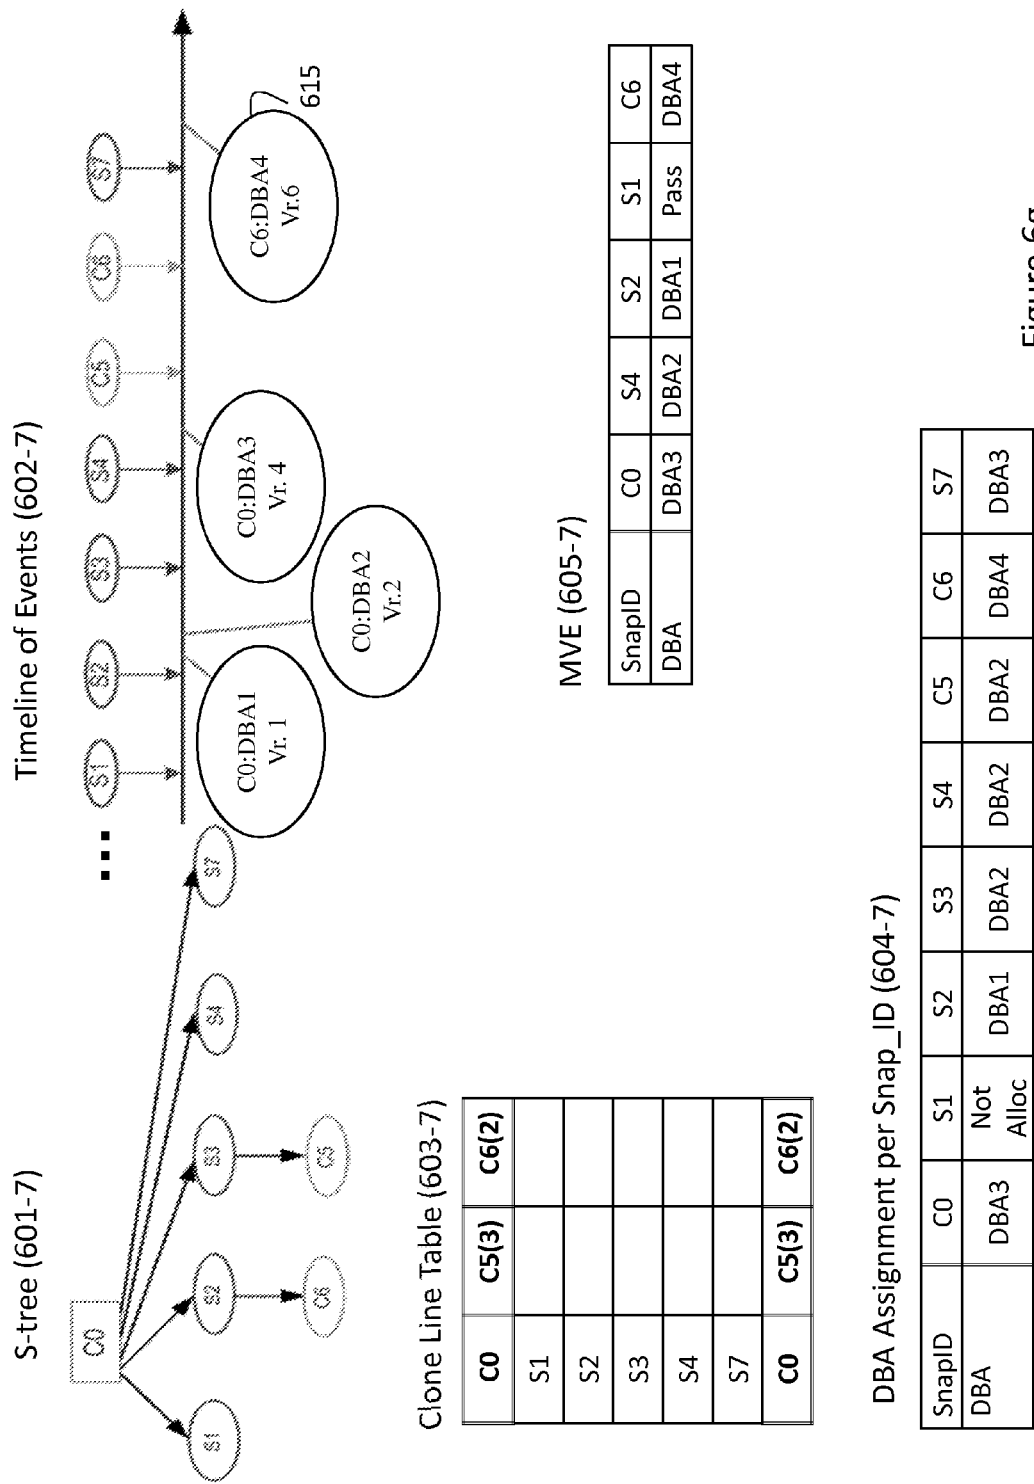 S-tree (601-7)
C0
S1
S2
S3
S4
S7
C6
C5
...
Timeline of Events (602-7)
S1
S2
S3
S4
C5
C6
S7
C0:DBA1
Vr. 1
C0:DBA2
Vr.2
C0:DBA3
Vr. 4
C6:DBA4
Vr.6
615
Clone Line Table (603-7)
C0 C5(3) C6(2)
S1
S2
S3
S4
S7
C0 C5(3) C6(2)
MVE (605-7)
SnapID C0 S4 S2 S1 C6
DBA DBA3 DBA2 DBA1 Pass DBA4
DBA Assignment per Snap_ID (604-7)
SnapID C0 S1 S2 S3 S4 C5 C6 S7
DBA DBA3 Not Alloc DBA1 DBA2 DBA2 DBA2 DBA4 DBA3
Figure